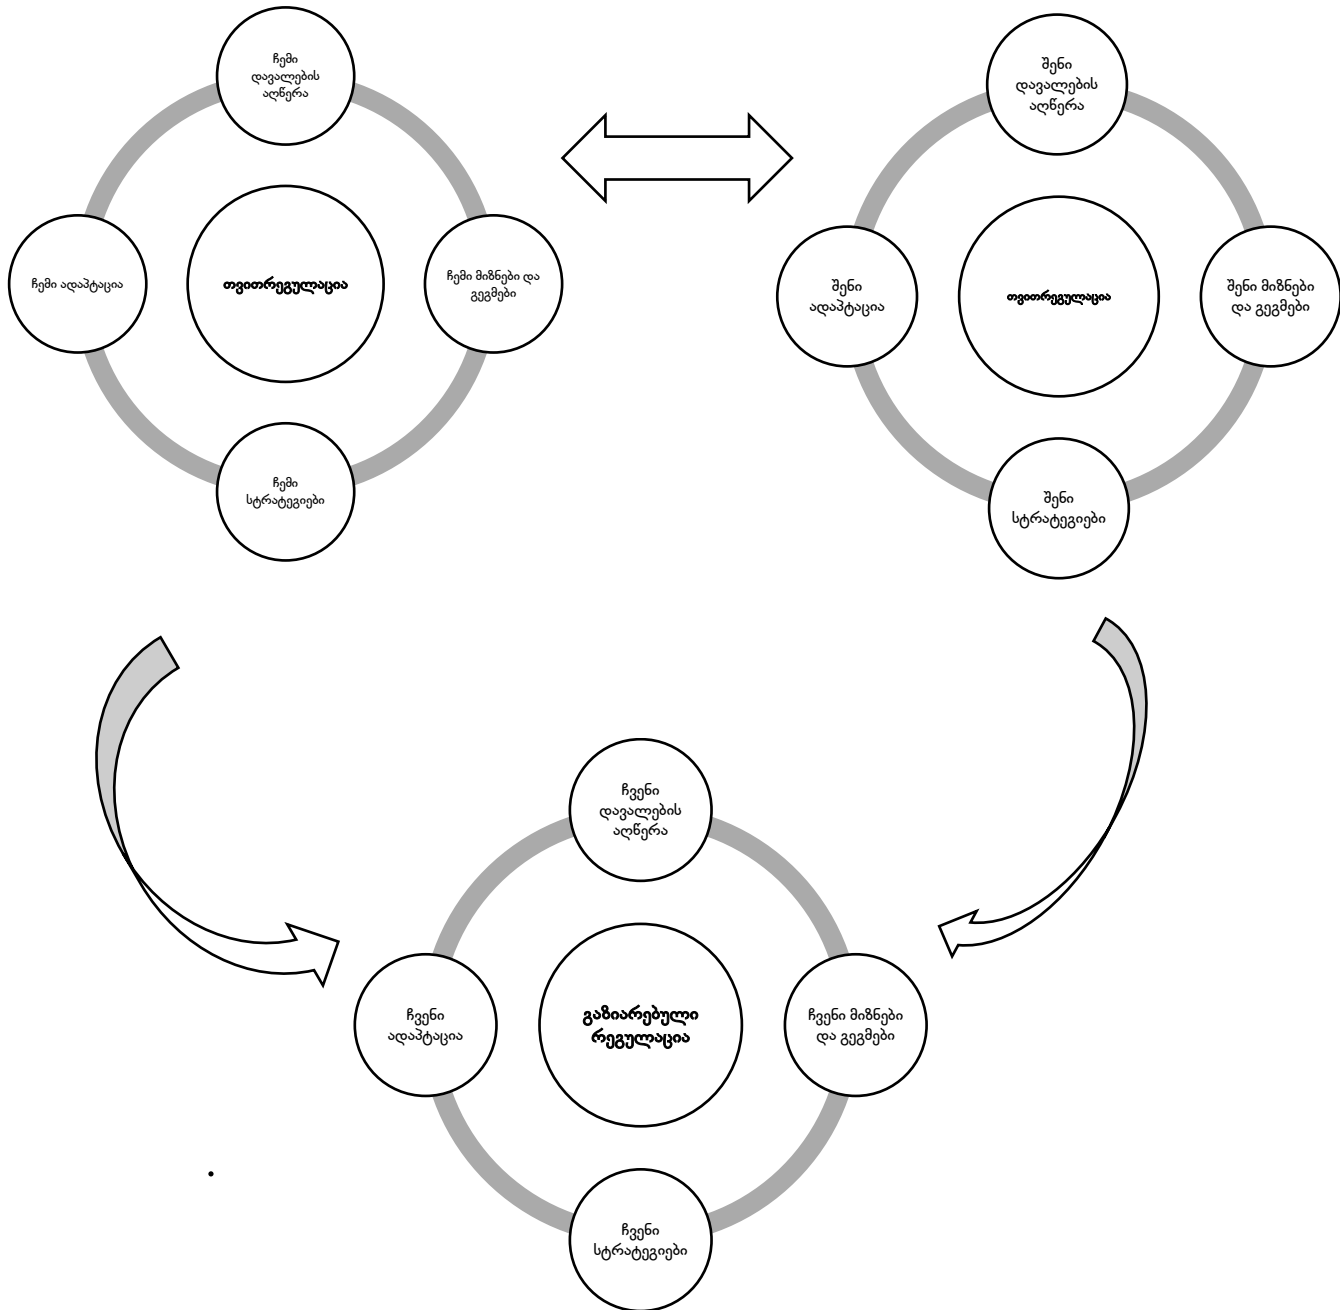 ჩემი
დავალების
აღწერა
ჩემი ადაპტაცია
თვითრეგულაცია
ჩემი მიზნები და
გეგმები
ჩემი
სტრატეგიები
შენი
დავალების
აღწერა
შენი
ადაპტაცია
თვითრეგულაცია
შენი მიზნები
და გეგმები
შენი
სტრატეგიები
ჩვენი
დავალების
აღწერა
ჩვენი
ადაპტაცია
გაზიარებული
რეგულაცია
ჩვენი მიზნები
და გეგმები
ჩვენი
სტრატეგიები